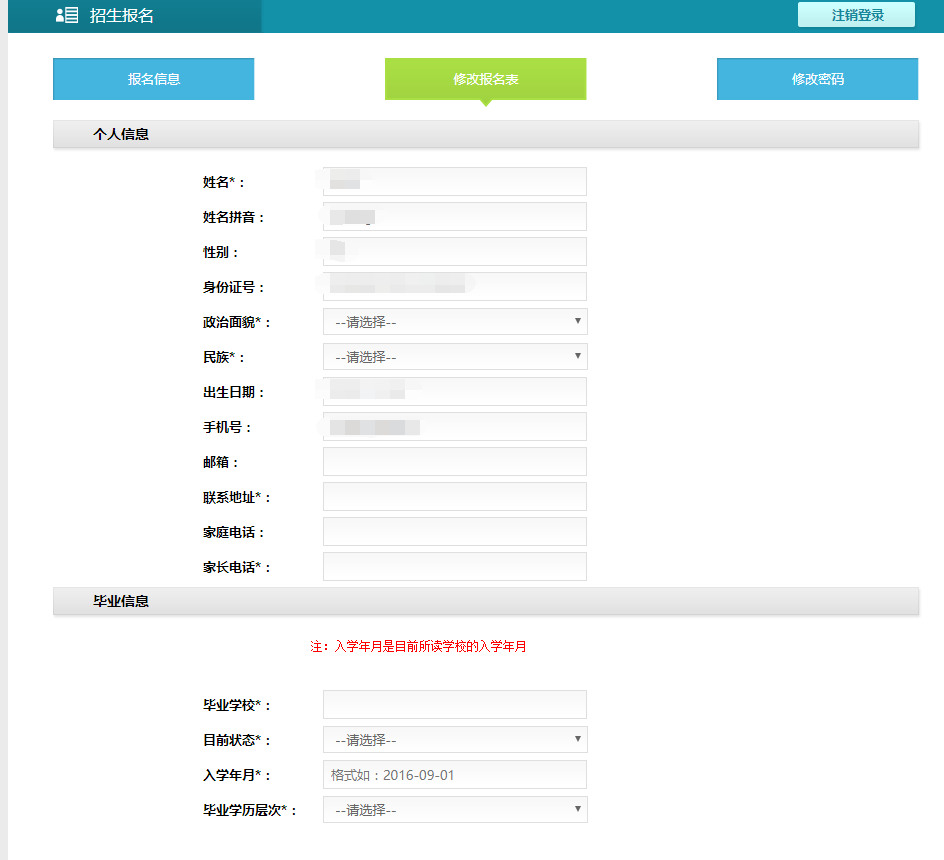 招生报名
注销登录
报名信息
修改报名表
修改密码
个人信息
姓名*：
姓名拼音：
性别：
身份证号：
政治面貌*： --请选择--
民族*： --请选择--
出生日期：
手机号：
邮箱：
联系地址*：
家庭电话：
家长电话*：
毕业信息
注：入学年月是目前所读学校的入学年月
毕业学校*：
目前状态*： --请选择--
入学年月*： 格式如：2016-09-01
毕业学历层次*： --请选择--